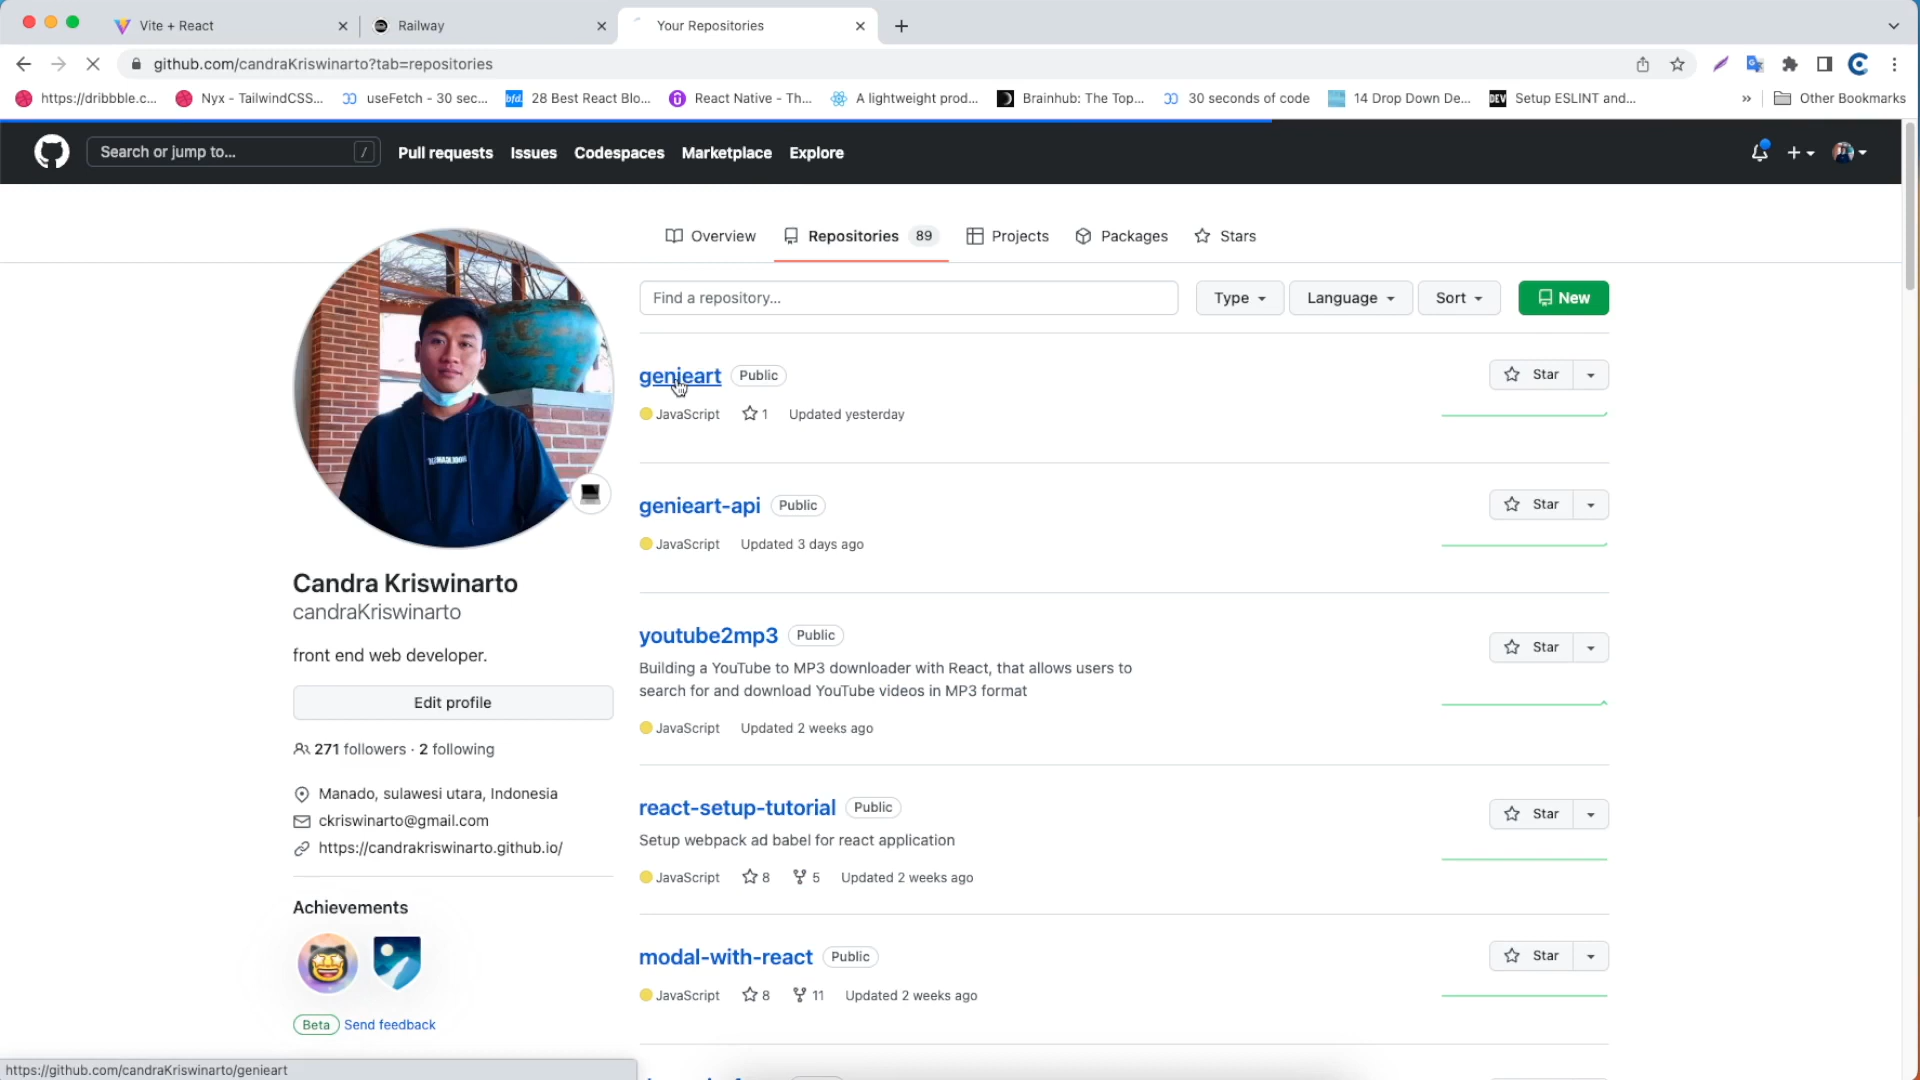 Vite + React
Railway
Your Repositories
github.com/candraKriswinarto?tab=repositories
https://dribbble.c...
Nyx - TailwindCSS...
useFetch - 30 sec...
bfd.
28 Best React Blo...
React Native - Th...
A lightweight prod...
Brainhub: The Top...
30 seconds of code
14 Drop Down De...
DEV
Setup ESLINT and...
»
Other Bookmarks
Search or jump to...
/
Pull requests
Issues
Codespaces
Marketplace
Explore
Overview
Repositories 89
Projects
Packages
Stars
Find a repository...
Type
Language
Sort
New
genieart Public
Star
JavaScript 1 Updated yesterday
genieart-api Public
Star
JavaScript Updated 3 days ago
youtube2mp3 Public
Star
Building a YouTube to MP3 downloader with React, that allows users to
search for and download YouTube videos in MP3 format
JavaScript Updated 2 weeks ago
react-setup-tutorial Public
Star
Setup webpack ad babel for react application
JavaScript 8 5 Updated 2 weeks ago
modal-with-react Public
Star
JavaScript 8 11 Updated 2 weeks ago
Candra Kriswinarto
candraKriswinarto
front end web developer.
Edit profile
271 followers · 2 following
Manado, sulawesi utara, Indonesia
ckriswinarto@gmail.com
https://candrakriswinarto.github.io/
Achievements
Beta Send feedback
https://github.com/candraKriswinarto/genieart